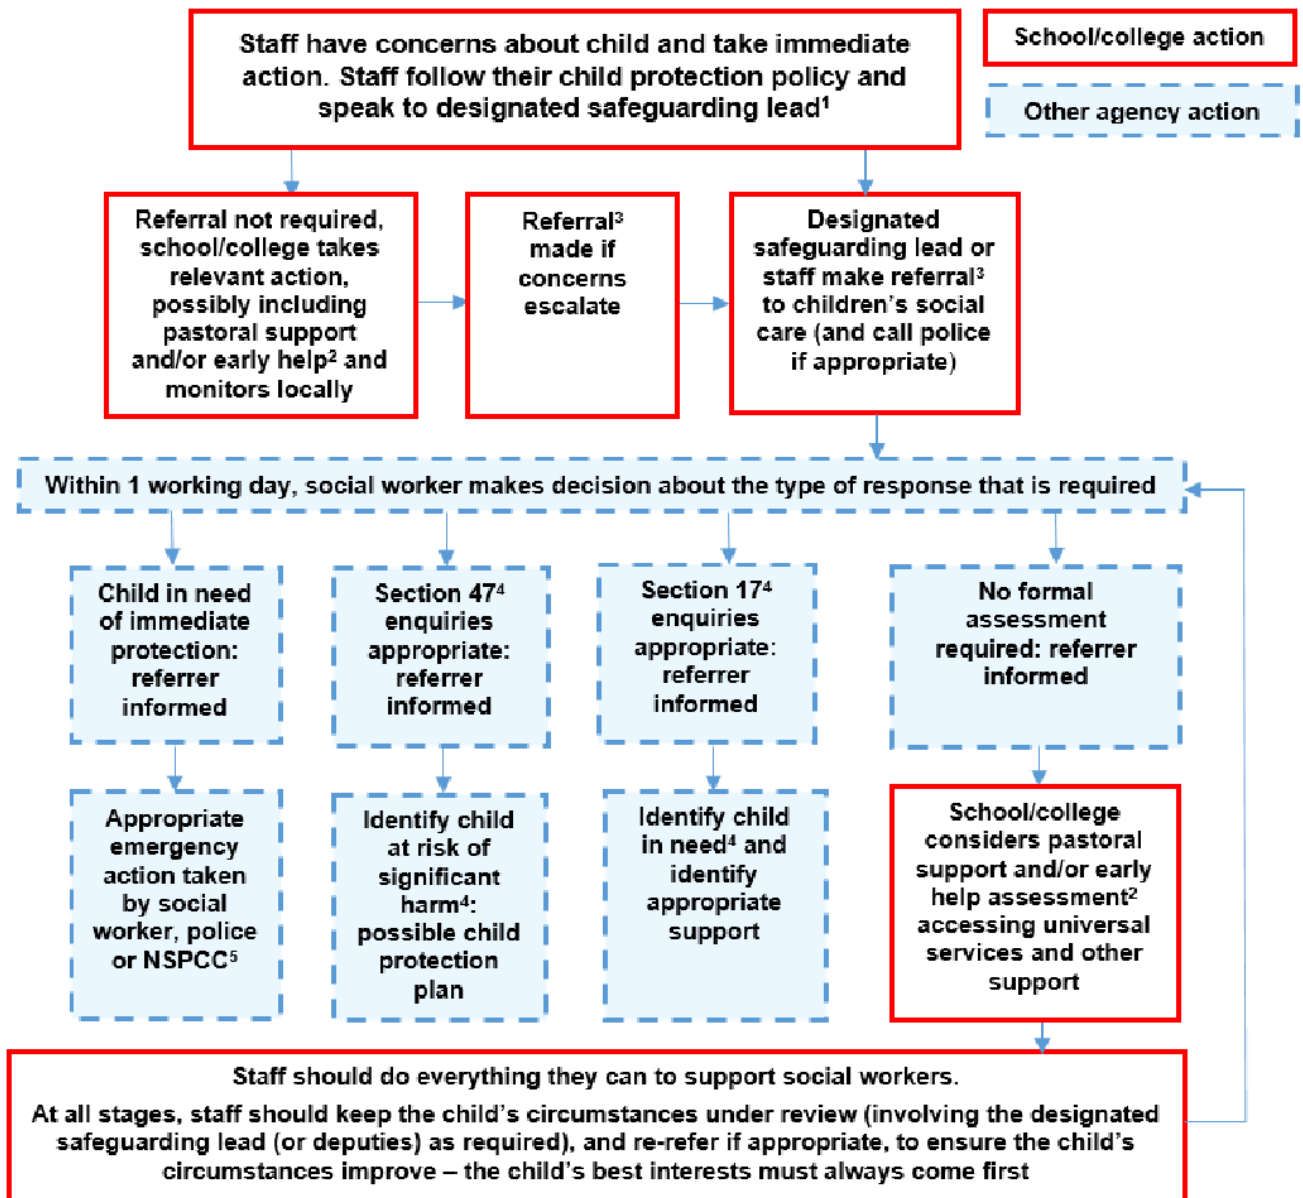 Staff have concerns about child and take immediate
action. Staff follow their child protection policy and
speak to designated safeguarding lead¹
School/college action
Other agency action
Referral not required,
school/college takes
relevant action,
possibly including
pastoral support
and/or early help² and
monitors locally
Referral³
made if
concerns
escalate
Designated
safeguarding lead or
staff make referral³
to children’s social
care (and call police
if appropriate)
Within 1 working day, social worker makes decision about the type of response that is required
Child in need
of immediate
protection:
referrer
informed
Section 47⁴
enquiries
appropriate:
referrer
informed
Section 17⁴
enquiries
appropriate:
referrer
informed
No formal
assessment
required: referrer
informed
Appropriate
emergency
action taken
by social
worker, police
or NSPCC⁵
Identify child
at risk of
significant
harm⁴:
possible child
protection
plan
Identify child
in need⁴ and
identify
appropriate
support
School/college
considers pastoral
support and/or early
help assessment²
accessing universal
services and other
support
Staff should do everything they can to support social workers.
At all stages, staff should keep the child’s circumstances under review (involving the designated
safeguarding lead (or deputies) as required), and re-refer if appropriate, to ensure the child’s
circumstances improve – the child’s best interests must always come first